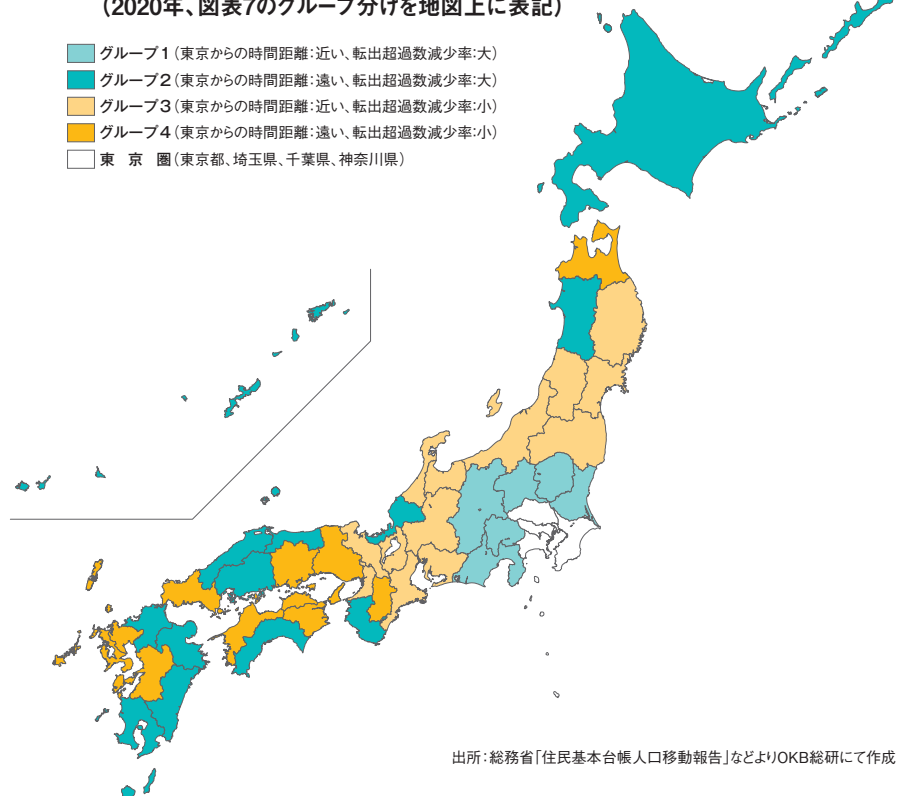 (2020年、図表7のグループ分けを地図上に表記)
グループ1(東京からの時間距離:近い、転出超過数減少率:大)
グループ2(東京からの時間距離:遠い、転出超過数減少率:大)
グループ3(東京からの時間距離:近い、転出超過数減少率:小)
グループ4(東京からの時間距離:遠い、転出超過数減少率:小)
東 京 圏(東京都、埼玉県、千葉県、神奈川県)
出所:総務省「住民基本台帳人口移動報告」などよりOKB総研にて作成